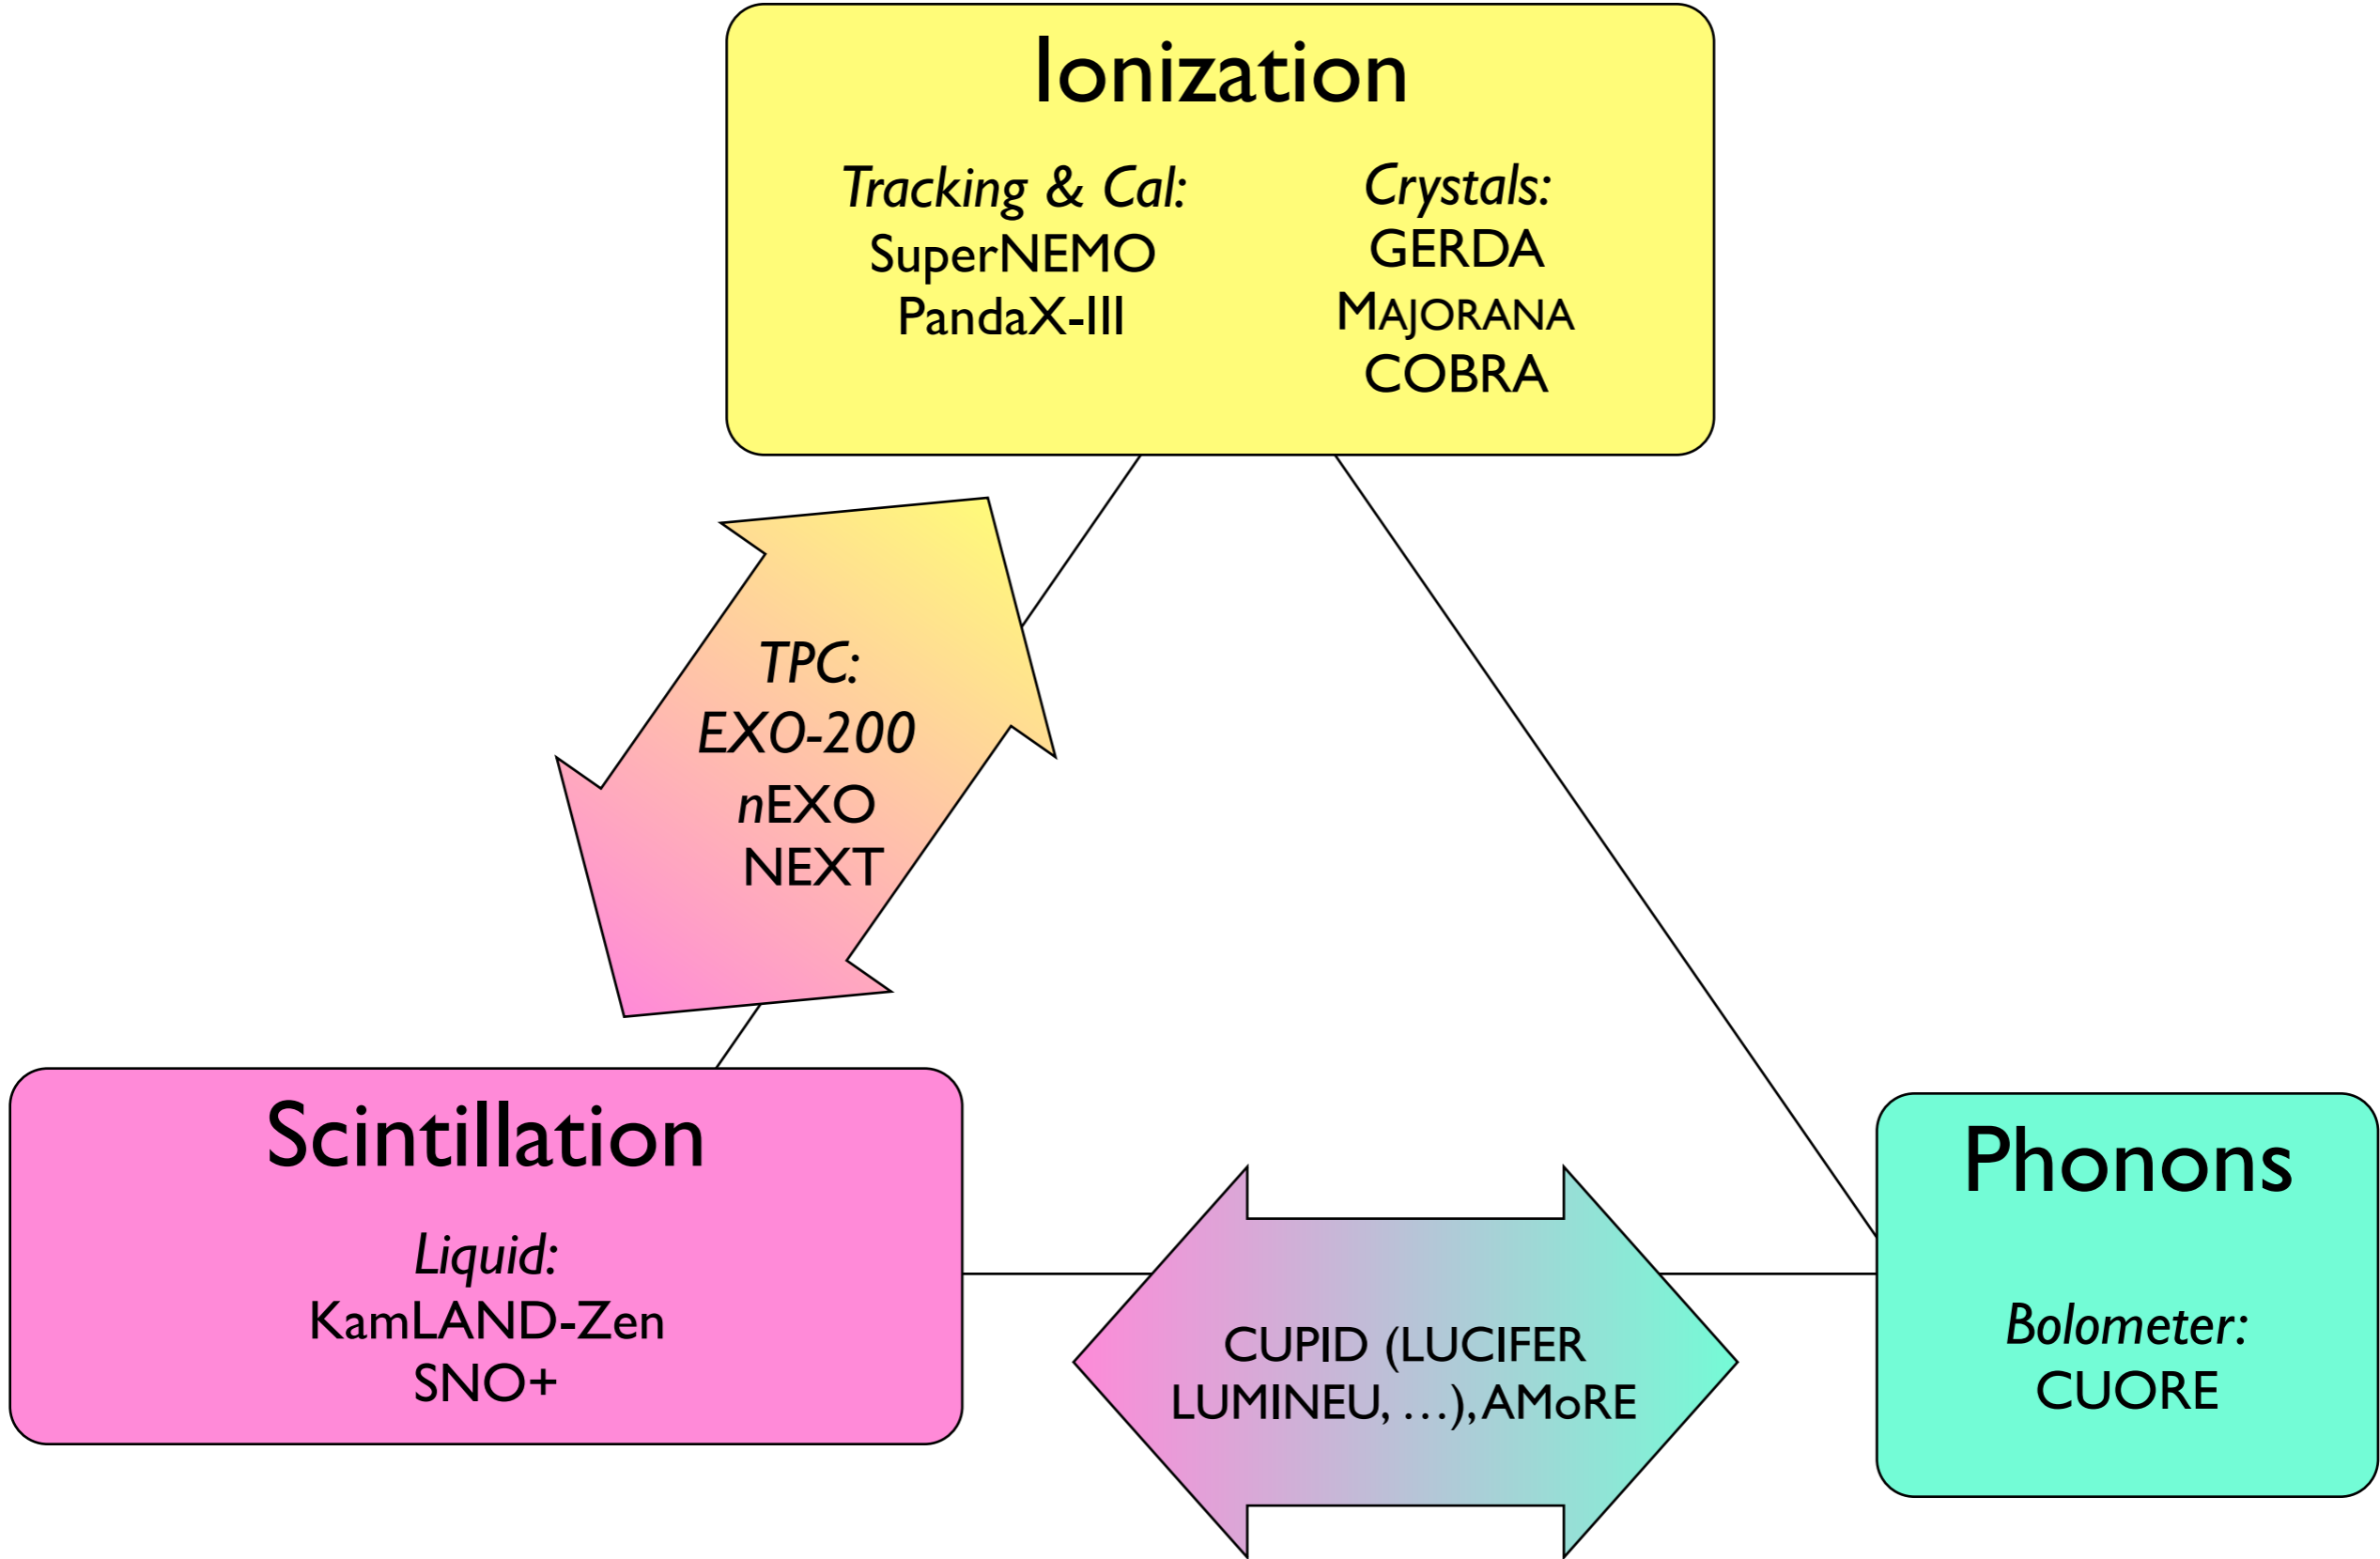 Ionization
Tracking & Cal:
SuperNEMO
PandaX-III
Crystals:
GERDA
MAJORANA
COBRA
TPC:
EXO-200
nEXO
NEXT
Scintillation
Liquid:
KamLAND-Zen
SNO+
CUPID (LUCIFER
LUMINEU, …), AMoRE
Phonons
Bolometer:
CUORE